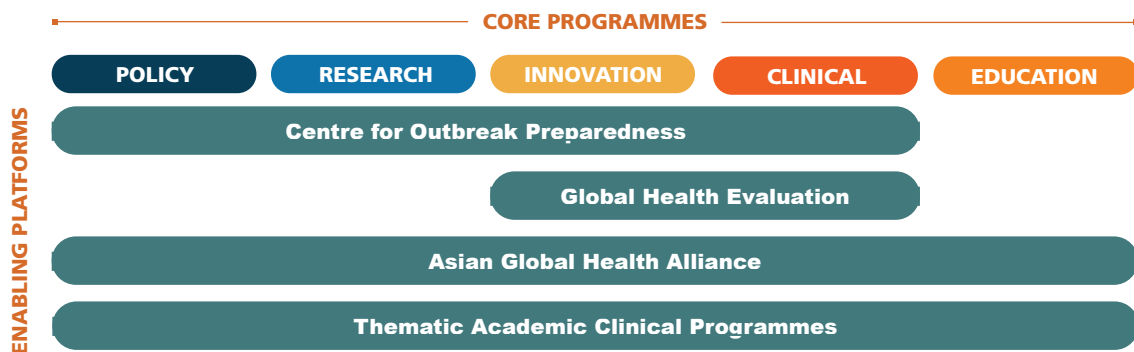 CORE PROGRAMMES
POLICY
RESEARCH
INNOVATION
CLINICAL
EDUCATION
ENABLING PLATFORMS
Centre for Outbreak Preparedness
Global Health Evaluation
Asian Global Health Alliance
Thematic Academic Clinical Programmes